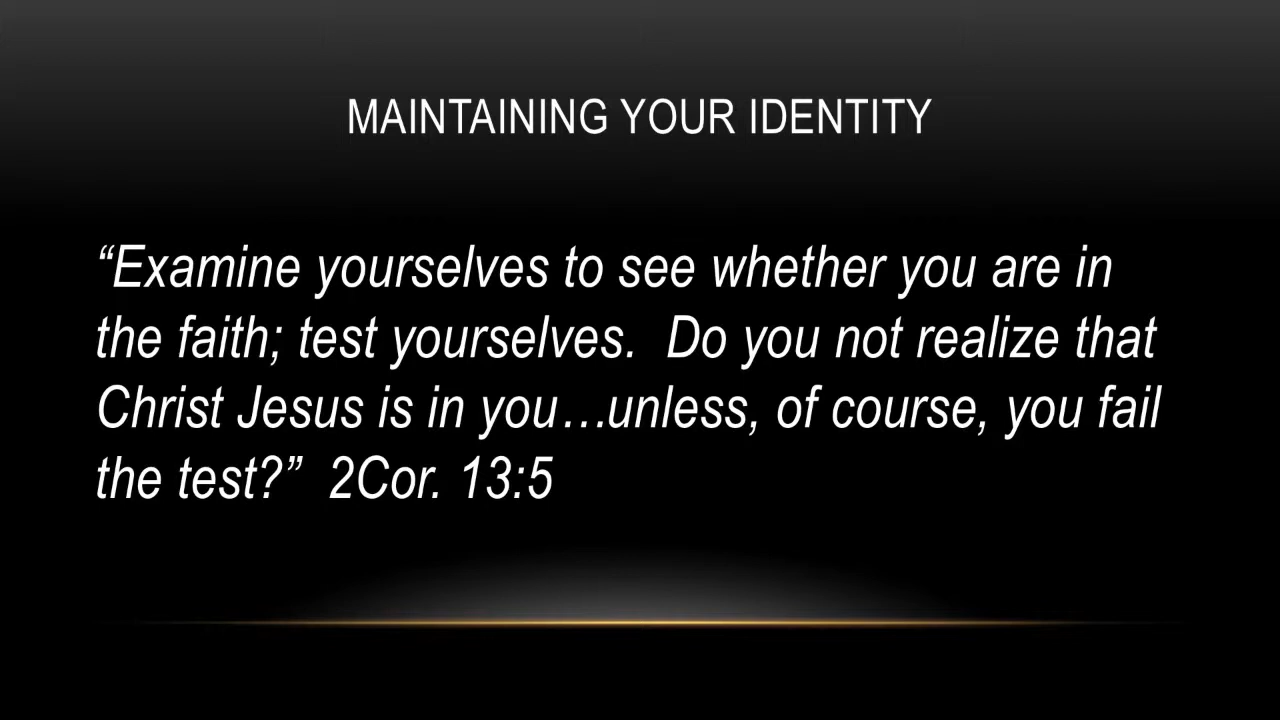 MAINTAINING YOUR IDENTITY
“Examine yourselves to see whether you are in
the faith; test yourselves.  Do you not realize that
Christ Jesus is in you…unless, of course, you fail
the test?”  2Cor. 13:5